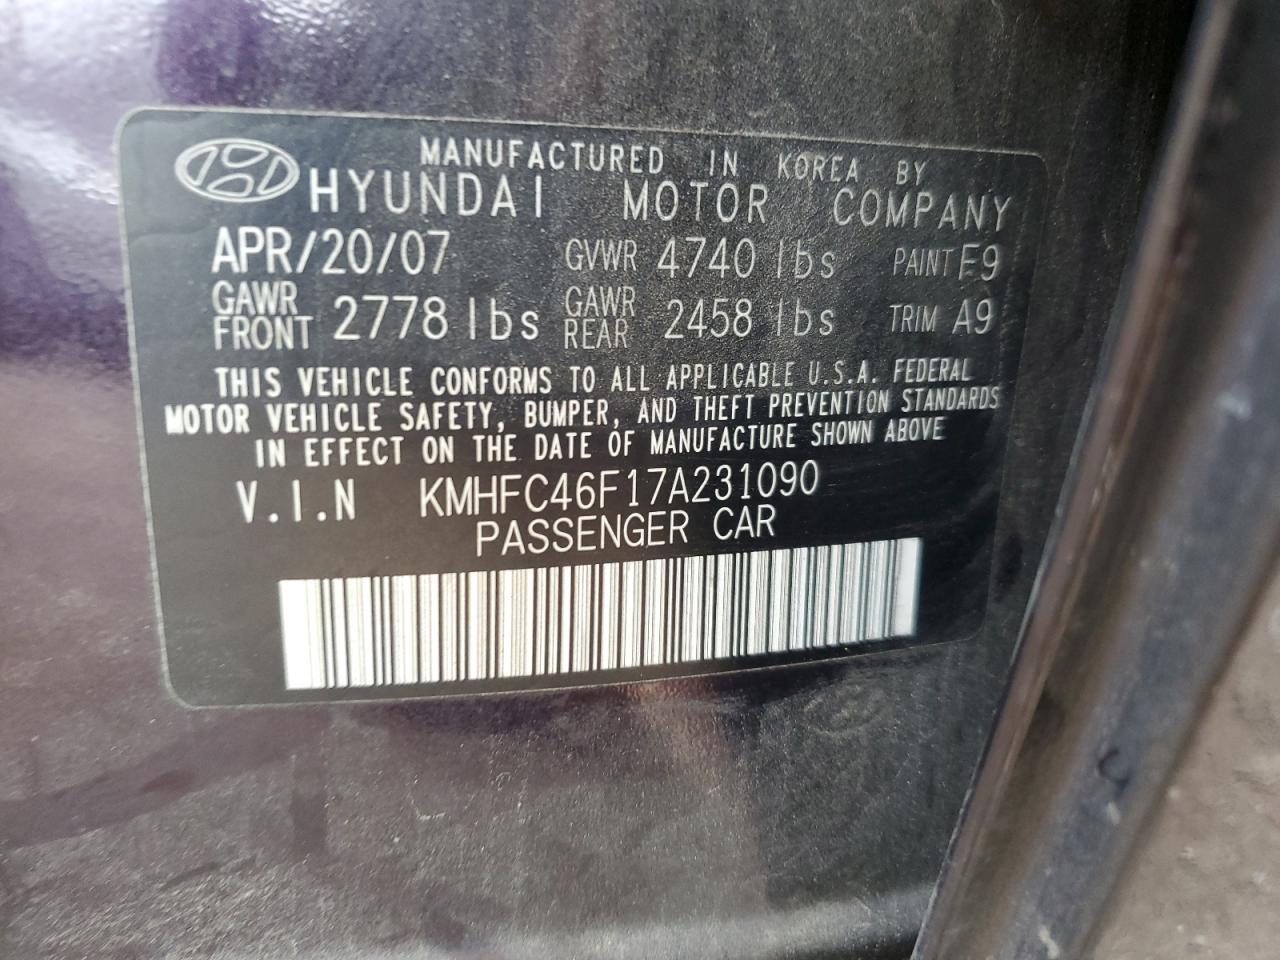 MANUFACTURED IN KOREA BY
HYUNDAI MOTOR COMPANY
APR/20/07 GVWR 4740 lbs PAINT E9
GAWR FRONT 2778 lbs GAWR REAR 2458 lbs TRIM A9
THIS VEHICLE CONFORMS TO ALL APPLICABLE U.S.A. FEDERAL
MOTOR VEHICLE SAFETY, BUMPER, AND THEFT PREVENTION STANDARDS
IN EFFECT ON THE DATE OF MANUFACTURE SHOWN ABOVE
V.I.N KMHFC46F17A231090
PASSENGER CAR